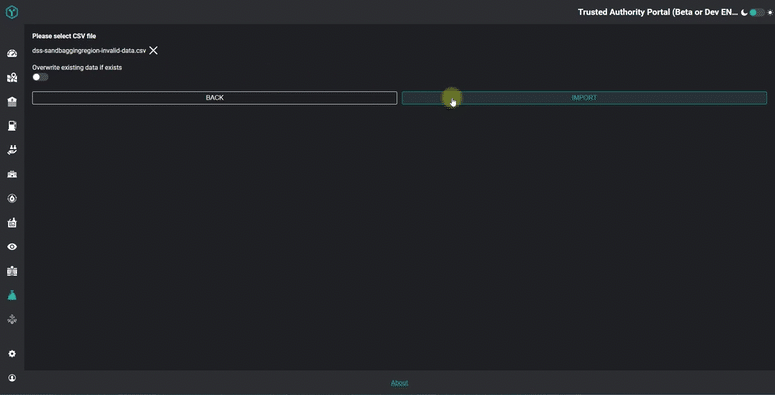 Trusted Authority Portal (Beta or Dev EN...
Please select CSV file
dss-sandbaggingregion-invalid-data.csv
Overwrite existing data if exists
BACK
IMPORT
About